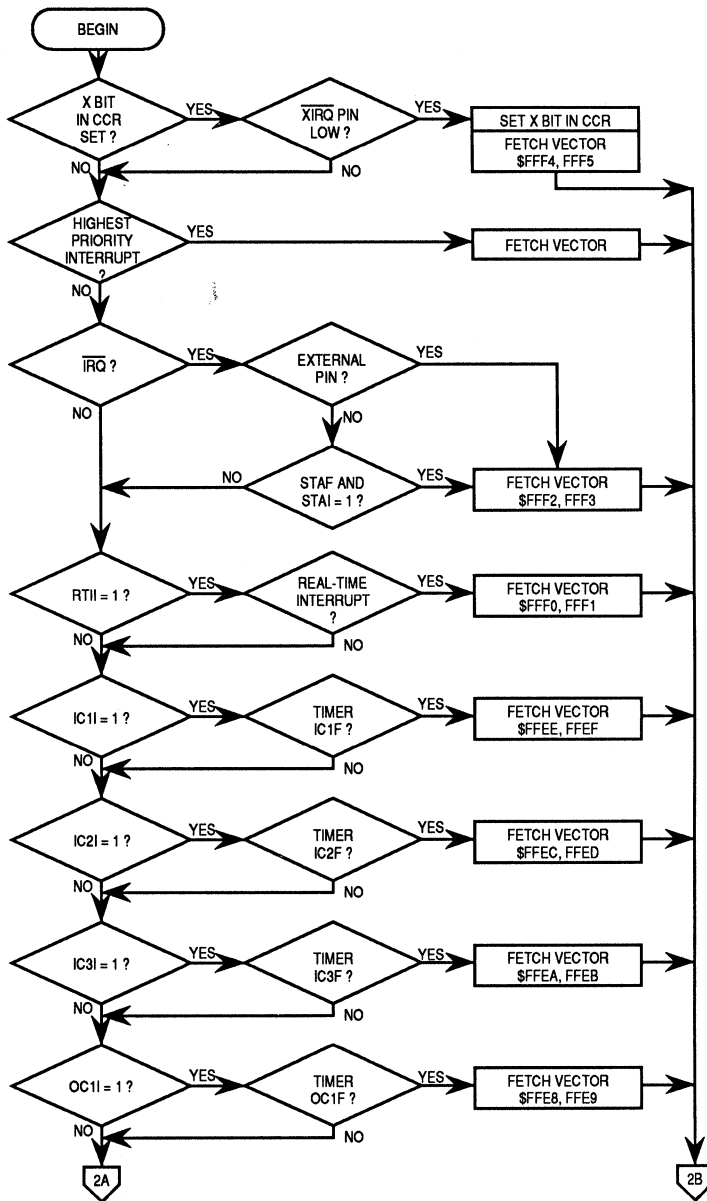 BEGIN
X BIT
IN CCR
SET ?
YES
XIRQ PIN
LOW ?
YES
SET X BIT IN CCR
FETCH VECTOR
$FFF4, FFF5
NO
NO
HIGHEST
PRIORITY
INTERRUPT
?
YES
FETCH VECTOR
NO
IRQ ?
YES
EXTERNAL
PIN ?
YES
NO
NO
STAF AND
STAI = 1 ?
NO
YES
FETCH VECTOR
$FFF2, FFF3
RTII = 1 ?
YES
REAL-TIME
INTERRUPT
?
YES
FETCH VECTOR
$FFF0, FFF1
NO
NO
IC1I = 1 ?
YES
TIMER
IC1F ?
YES
FETCH VECTOR
$FFEE, FFEF
NO
NO
IC2I = 1 ?
YES
TIMER
IC2F ?
YES
FETCH VECTOR
$FFEC, FFED
NO
NO
IC3I = 1 ?
YES
TIMER
IC3F ?
YES
FETCH VECTOR
$FFEA, FFEB
NO
NO
OC1I = 1 ?
YES
TIMER
OC1F ?
YES
FETCH VECTOR
$FFE8, FFE9
NO
NO
2A
2B